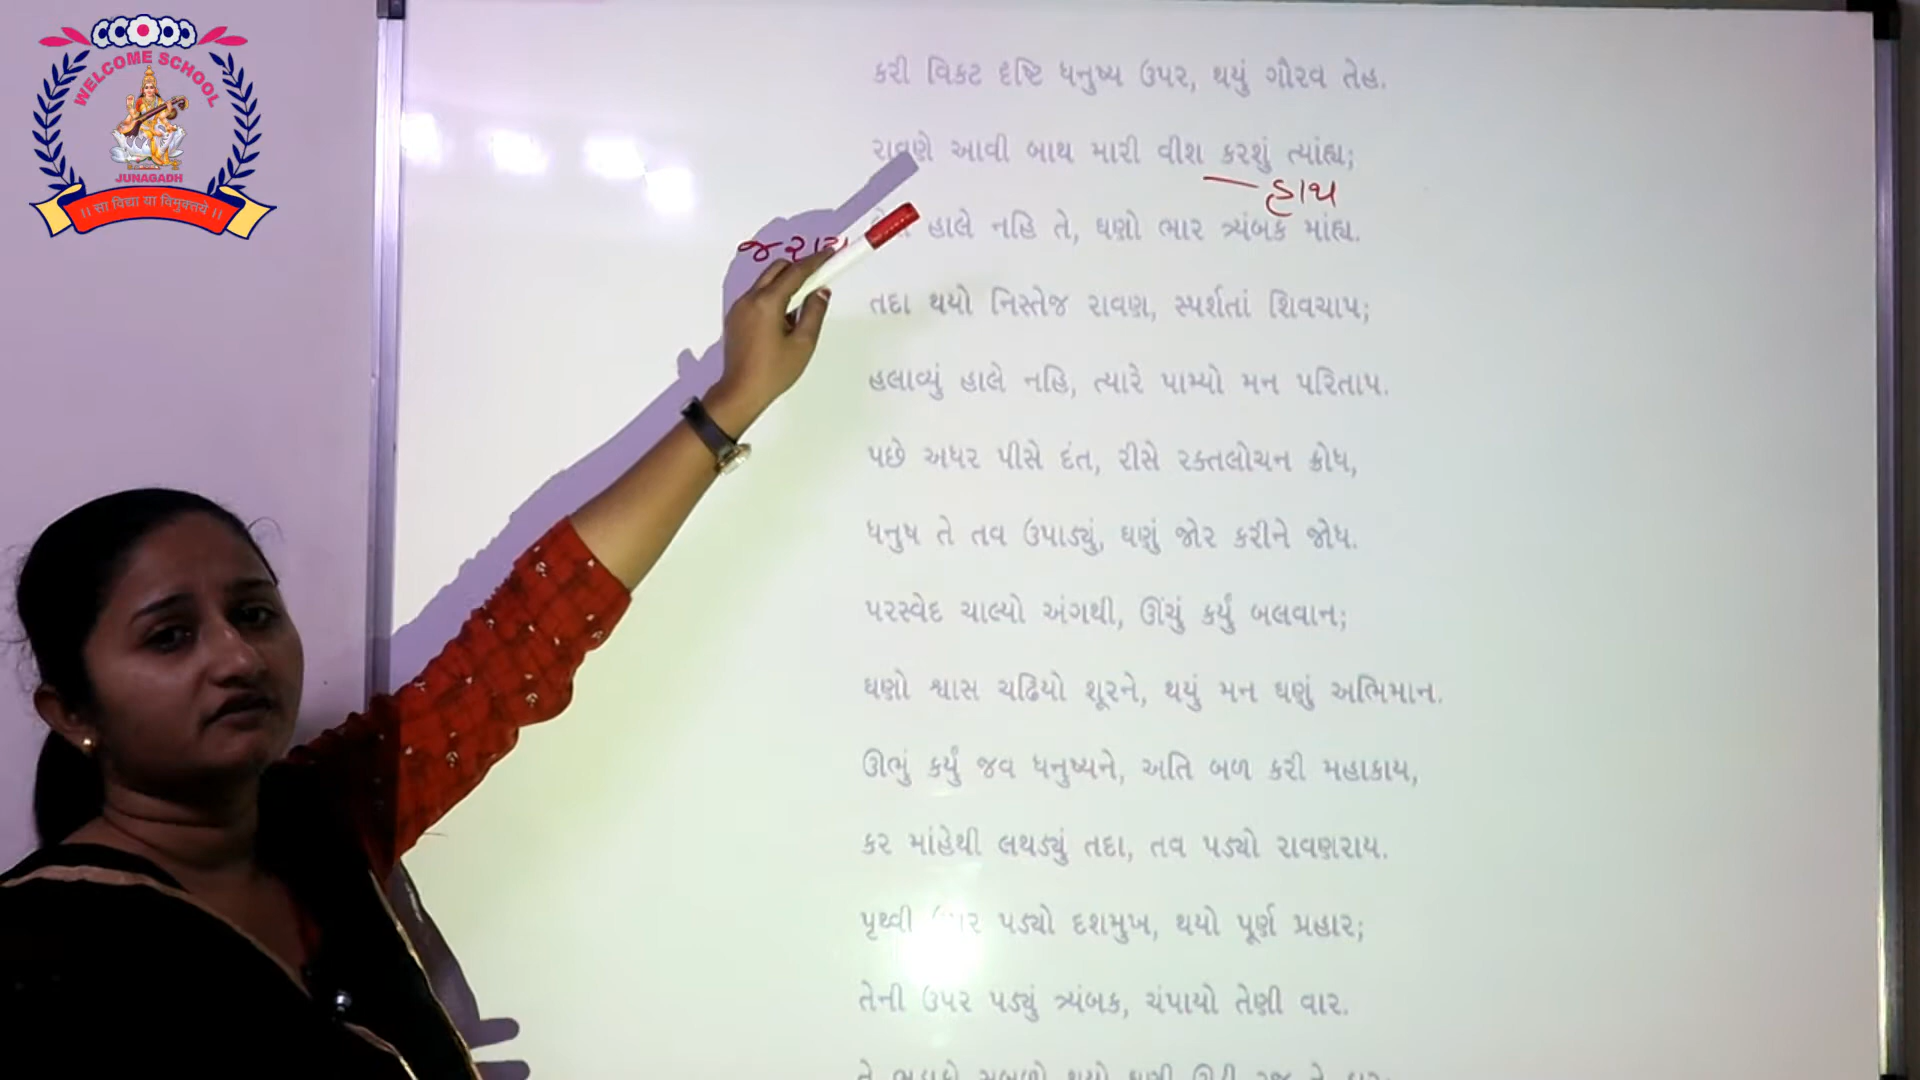 WELCOME SCHOOL
JUNAGADH
।। सा विद्या या विमुक्तये ।।
કરી વિકટ દૃષ્ટિ ધનુષ્ય ઉપર, થયું ગૌરવ તેહ.
રાવણે આવી બાથ મારી વીશ કરશું ત્યાંહ્ય;
હાથ
હાલે નહિ તે, ઘણો ભાર ત્ર્યંબક માંહ્ય.
જરાય
તદા થયો નિસ્તેજ રાવણ, સ્પર્શતાં શિવચાપ;
હલાવ્યું હાલે નહિ, ત્યારે પામ્યો મન પરિતાપ.
પછે અધર પીસે દંત, રીસે રક્તલોચન ક્રોધ,
ધનુષ તે તવ ઉપાડ્યું, ઘણું જોર કરીને જોધ.
પરસ્વેદ ચાલ્યો અંગથી, ઊંચું કર્યું બલવાન;
ઘણો શ્વાસ ચઢિયો શૂરને, થયું મન ઘણું અભિમાન.
ઊભું કર્યું જવ ધનુષ્યને, અતિ બળ કરી મહાકાય,
કર માંહેથી લથડ્યું તદા, તવ પડ્યો રાવણરાય.
પૃથ્વી પડ્યો દશમુખ, થયો પૂર્ણ પ્રહાર;
તેની ઉપર પડ્યું ત્ર્યંબક, ચંપાયો તેણી વાર.